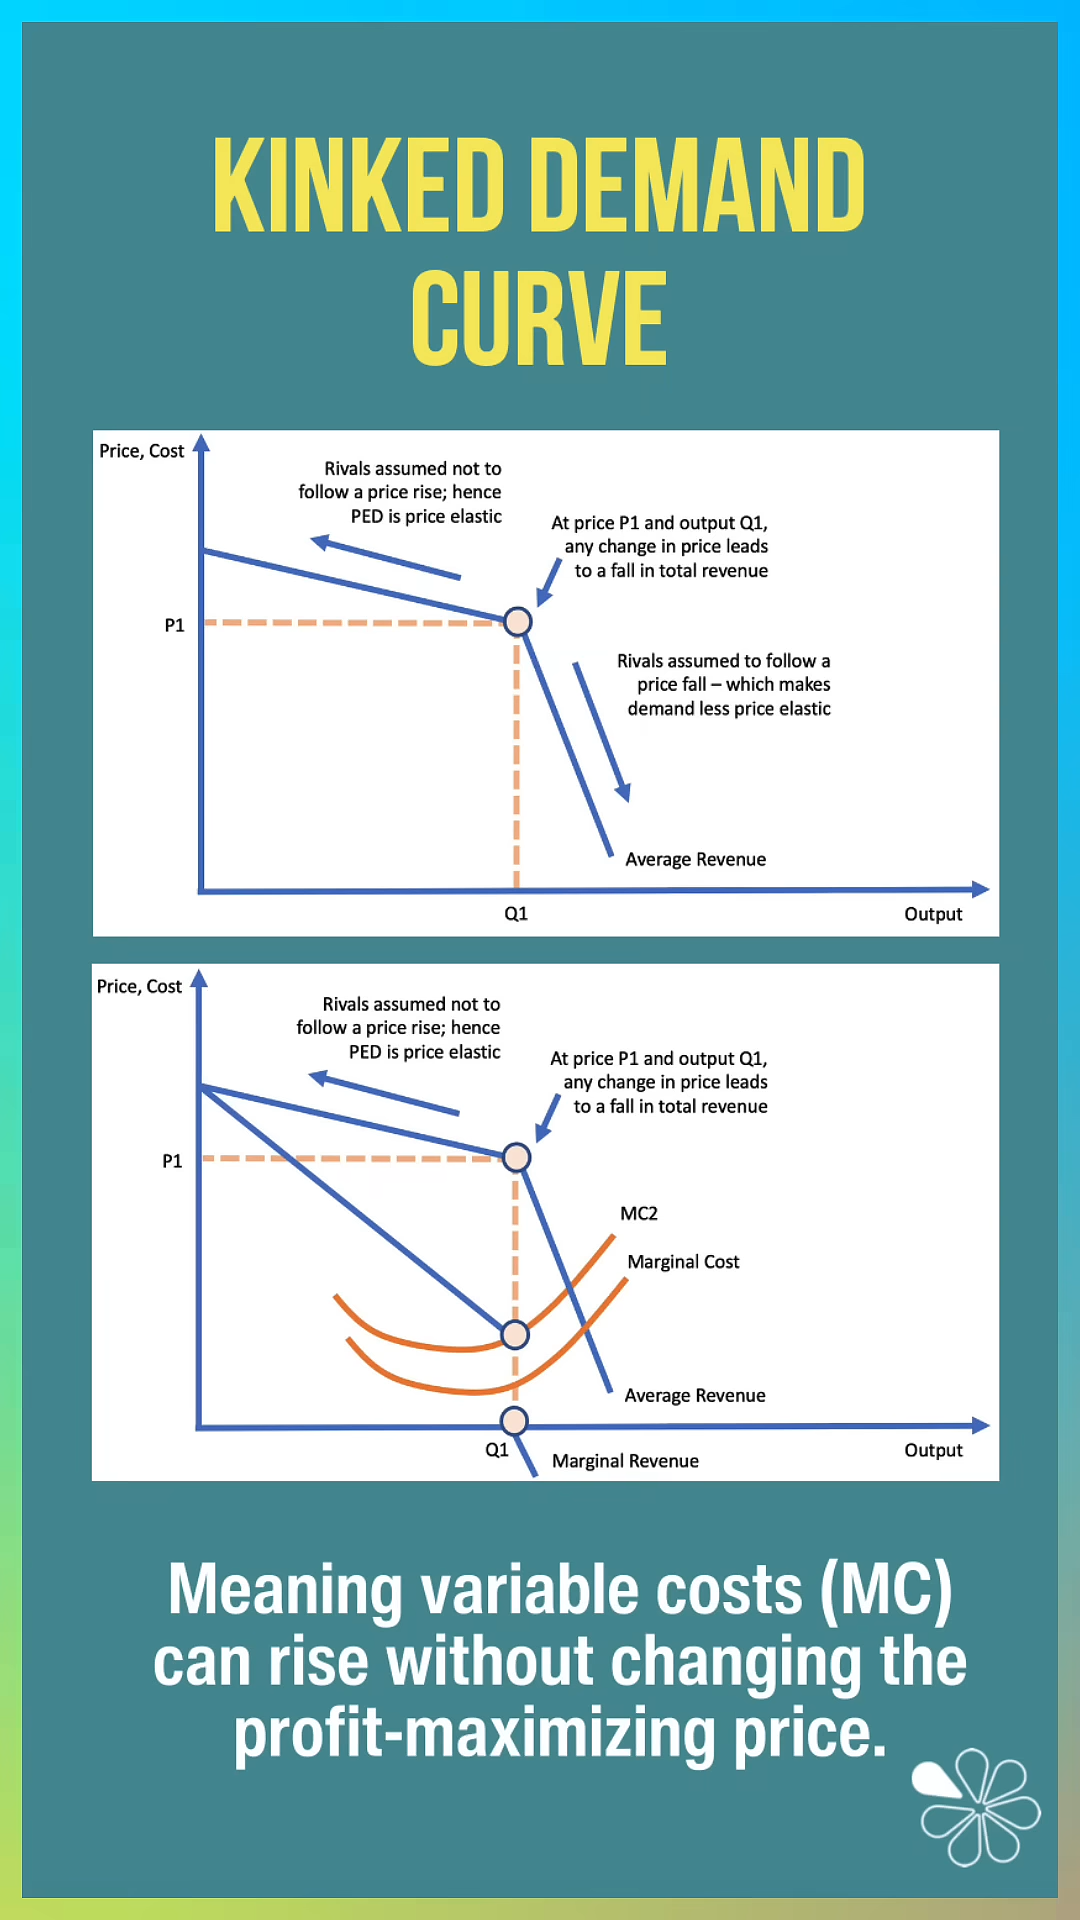 KINKED DEMAND
CURVE
Price, Cost
Rivals assumed not to
follow a price rise; hence
PED is price elastic
At price P1 and output Q1,
any change in price leads
to a fall in total revenue
P1
Rivals assumed to follow a
price fall – which makes
demand less price elastic
Average Revenue
Q1
Output
Price, Cost
Rivals assumed not to
follow a price rise; hence
PED is price elastic
At price P1 and output Q1,
any change in price leads
to a fall in total revenue
P1
MC2
Marginal Cost
Average Revenue
Q1
Output
Marginal Revenue
Meaning variable costs (MC)
can rise without changing the
profit-maximizing price.